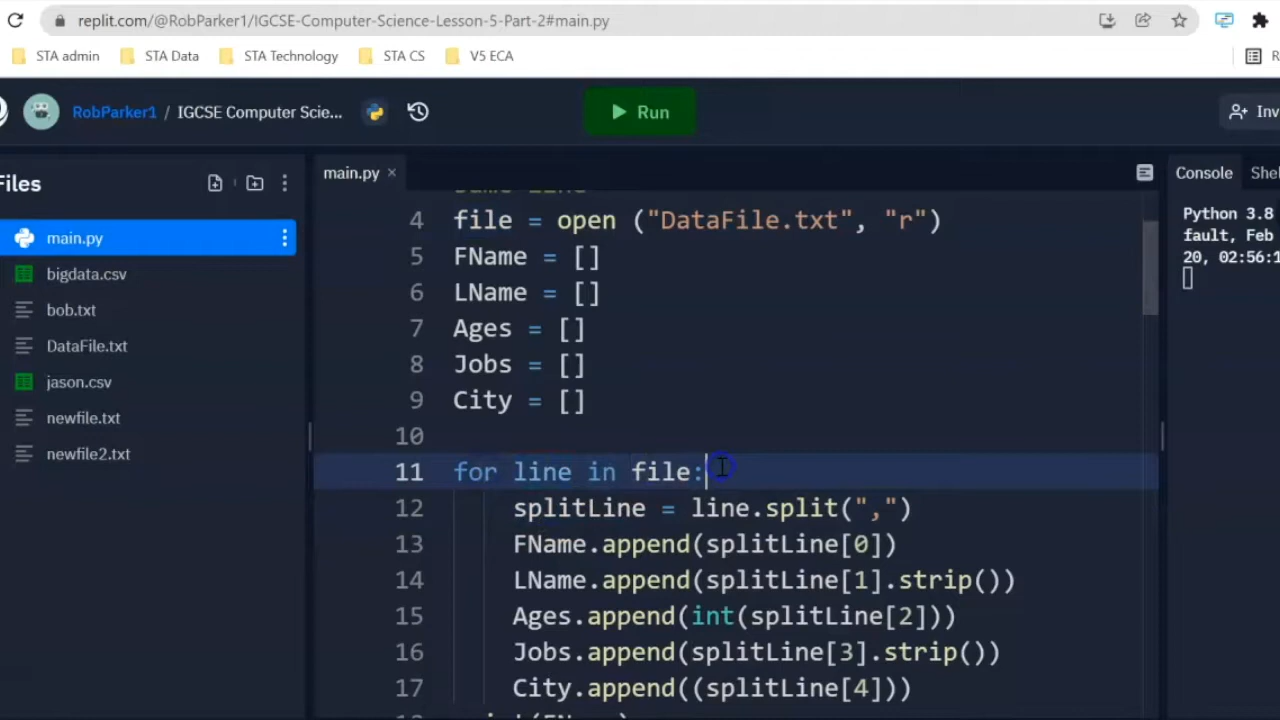 replit.com/@RobParker1/IGCSE-Computer-Science-Lesson-5-Part-2#main.py
STA admin STA Data STA Technology STA CS V5 ECA R
RobParker1 / IGCSE Computer Scie... Run Inv
Files
main.py
bigdata.csv
bob.txt
DataFile.txt
jason.csv
newfile.txt
newfile2.txt
main.py ×
4 file = open ("DataFile.txt", "r")
5 FName = []
6 LName = []
7 Ages = []
8 Jobs = []
9 City = []
10
11 for line in file:
12 splitLine = line.split(",")
13 FName.append(splitLine[0])
14 LName.append(splitLine[1].strip())
15 Ages.append(int(splitLine[2]))
16 Jobs.append(splitLine[3].strip())
17 City.append((splitLine[4]))
Console Shel
Python 3.8
fault, Feb
20, 02:56:1